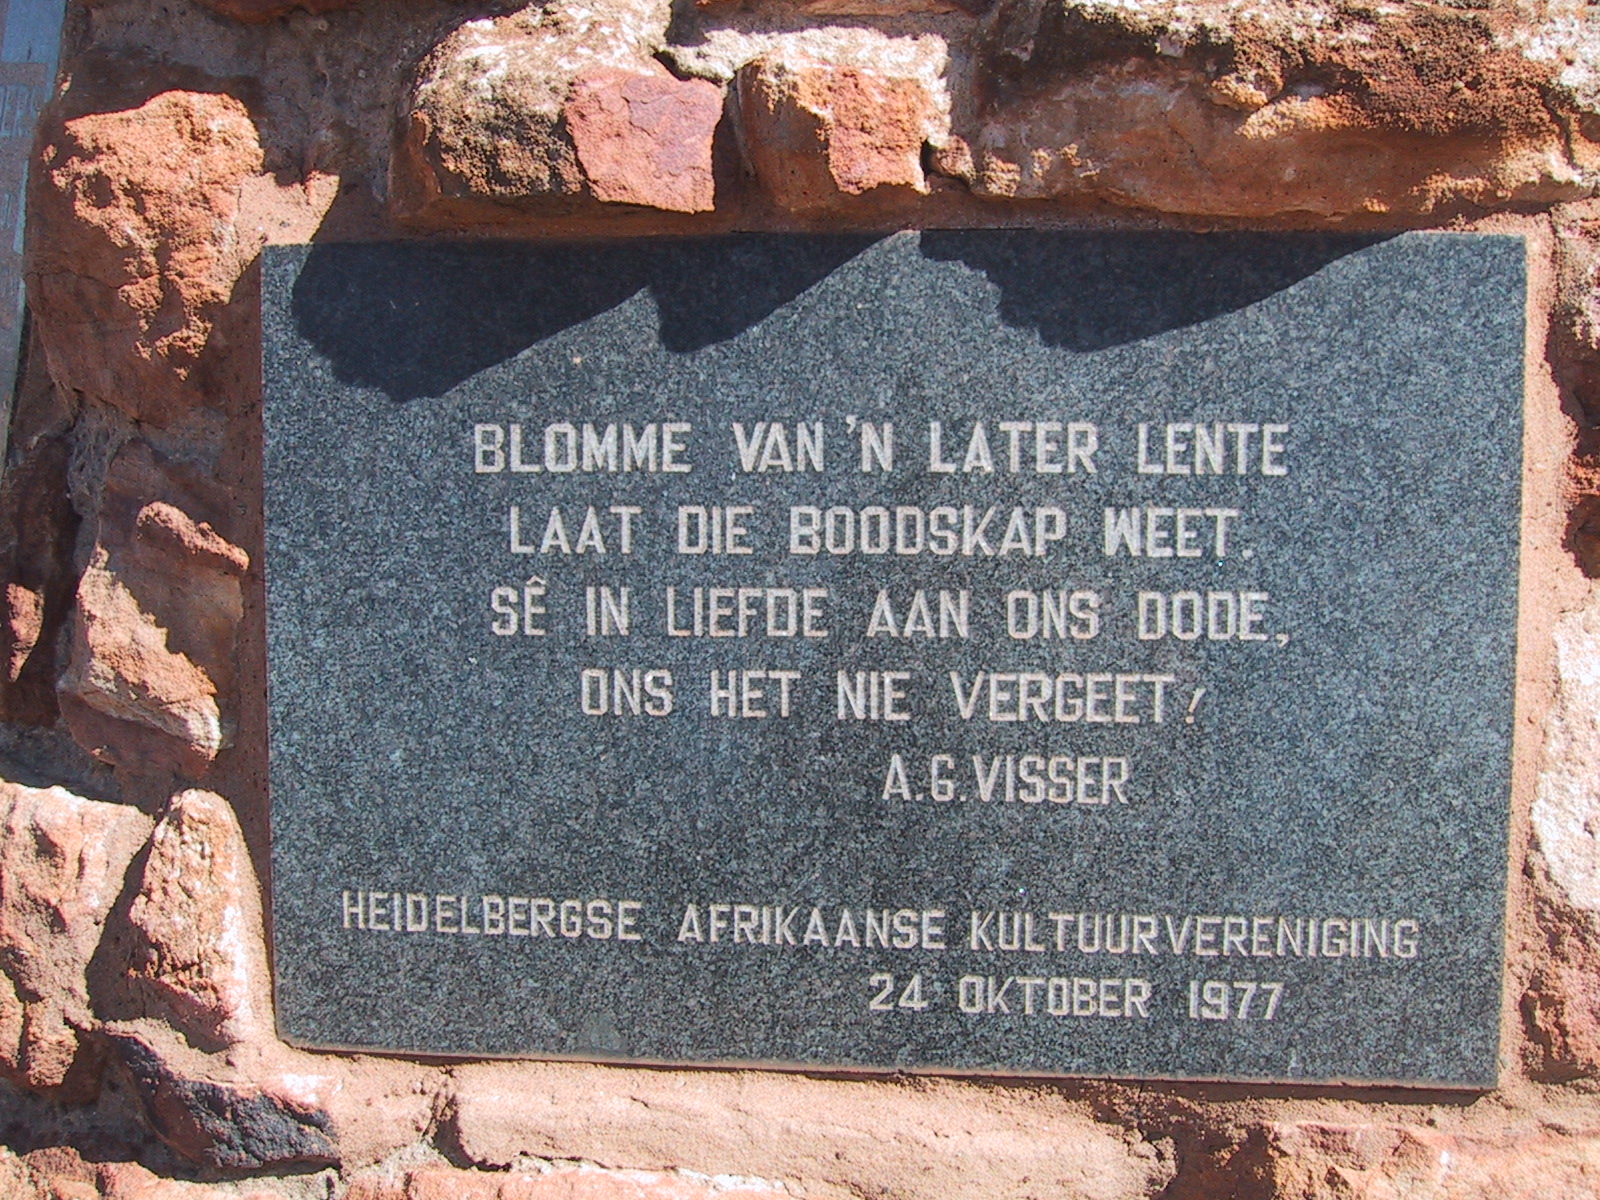 BLOMME VAN 'N LATER LENTE
LAAT DIE BOODSKAP WEET.
SÊ IN LIEFDE AAN ONS DODE,
ONS HET NIE VERGEET!
A.G.VISSER
HEIDELBERGSE AFRIKAANSE KULTUURVERENIGING
24 OKTOBER 1977